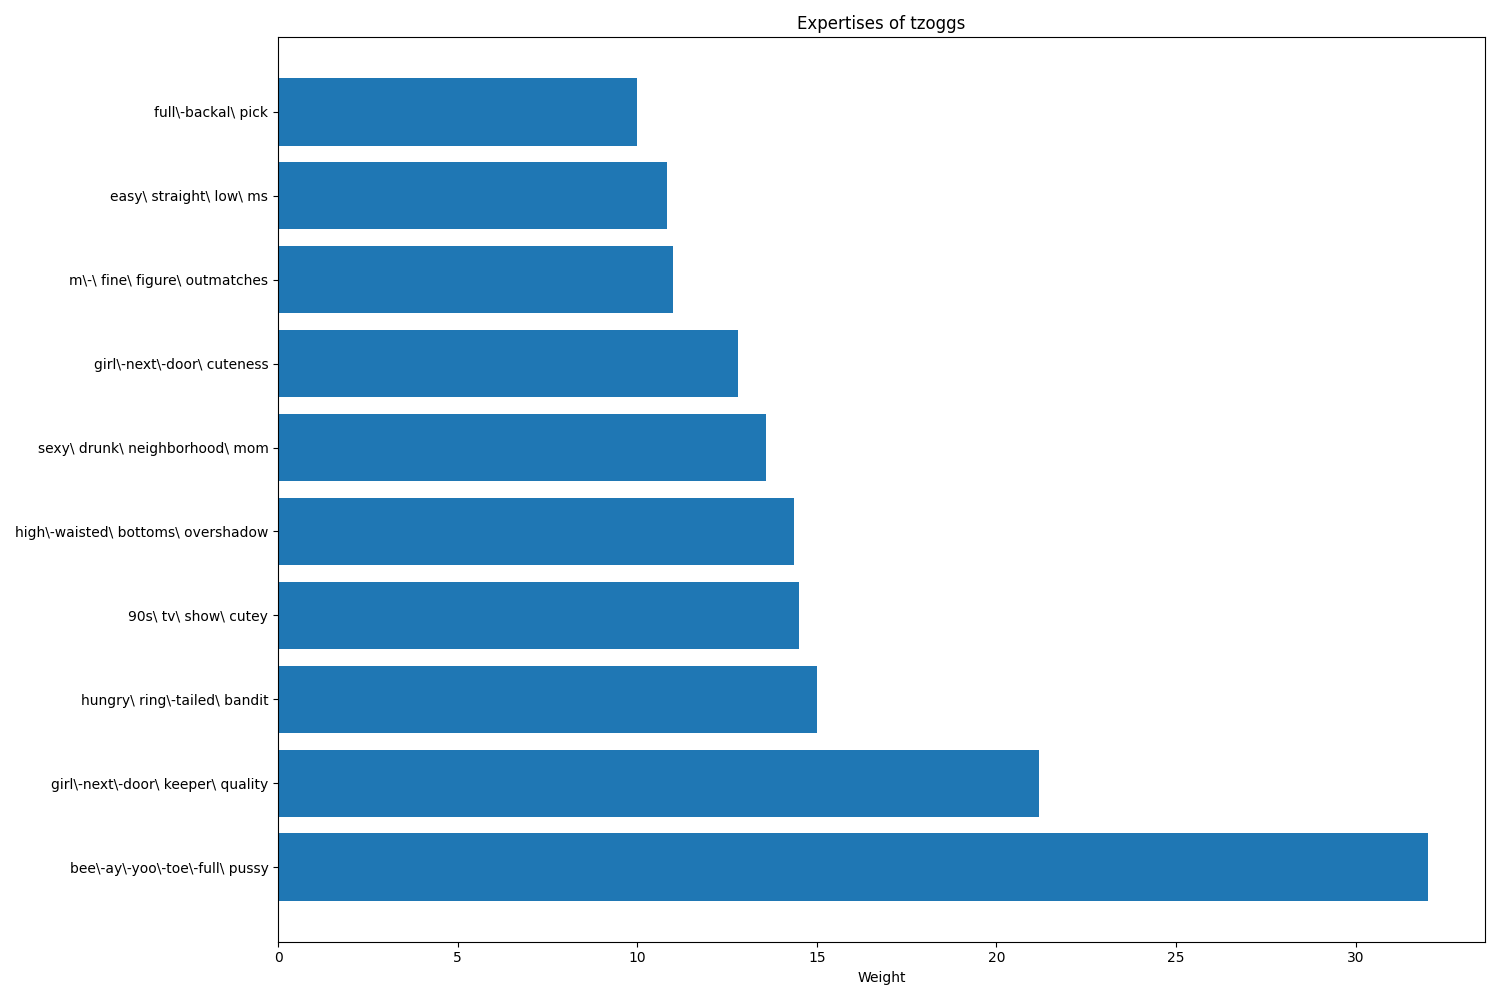 Expertises of tzoggs
full\-backal\ pick
easy\ straight\ low\ ms
m\-\ fine\ figure\ outmatches
girl\-next\-door\ cuteness
sexy\ drunk\ neighborhood\ mom
high\-waisted\ bottoms\ overshadow
90s\ tv\ show\ cutey
hungry\ ring\-tailed\ bandit
girl\-next\-door\ keeper\ quality
bee\-ay\-yoo\-toe\-full\ pussy
0 5 10 15 20 25 30
Weight